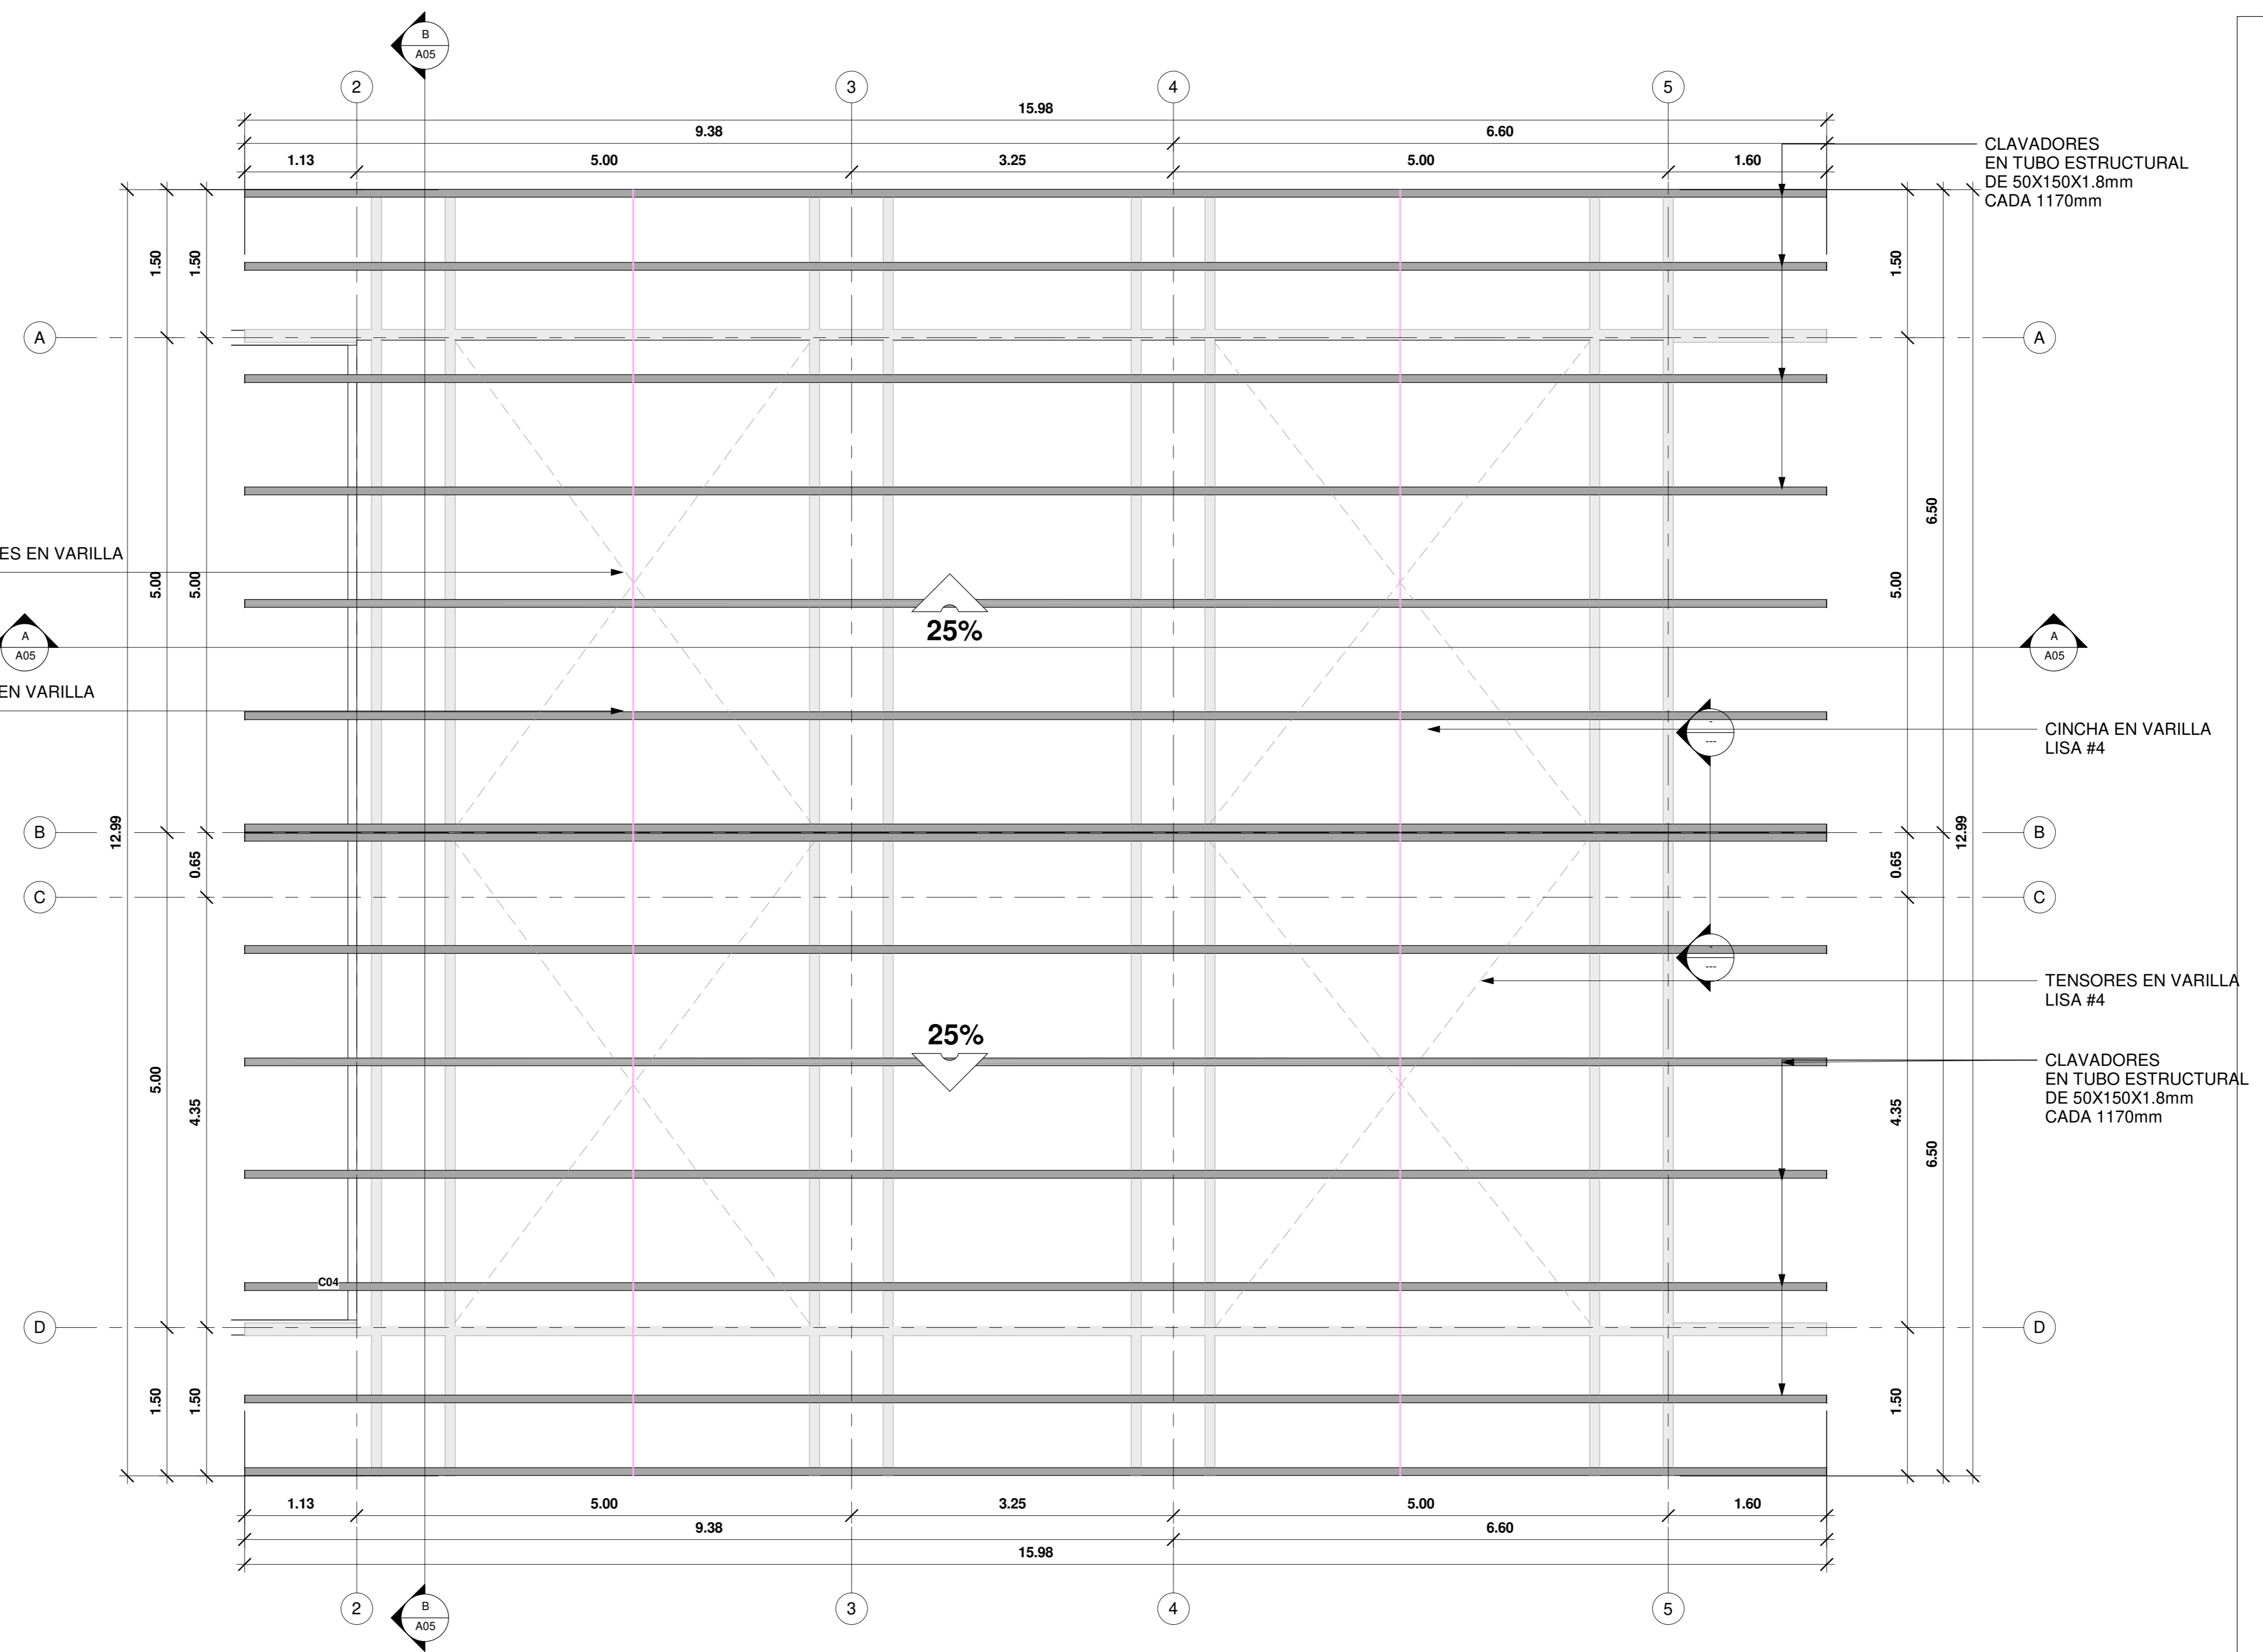 B
A05
2
3
4
5
15.98
9.38
6.60
1.13
5.00
3.25
5.00
1.60
CLAVADORES
EN TUBO ESTRUCTURAL
DE 50X150X1.8mm
CADA 1170mm
1.50
1.50
1.50
A
A
ES EN VARILLA
5.00
5.00
5.00
6.50
25%
A
A05
A
A05
EN VARILLA
-
---
CINCHA EN VARILLA
LISA #4
12.99
12.99
B
B
0.65
0.65
C
C
-
---
TENSORES EN VARILLA
LISA #4
25%
CLAVADORES
EN TUBO ESTRUCTURAL
DE 50X150X1.8mm
CADA 1170mm
5.00
4.35
4.35
6.50
C04
D
D
1.50
1.50
1.50
1.13
5.00
3.25
5.00
1.60
9.38
6.60
15.98
2
3
4
5
B
A05